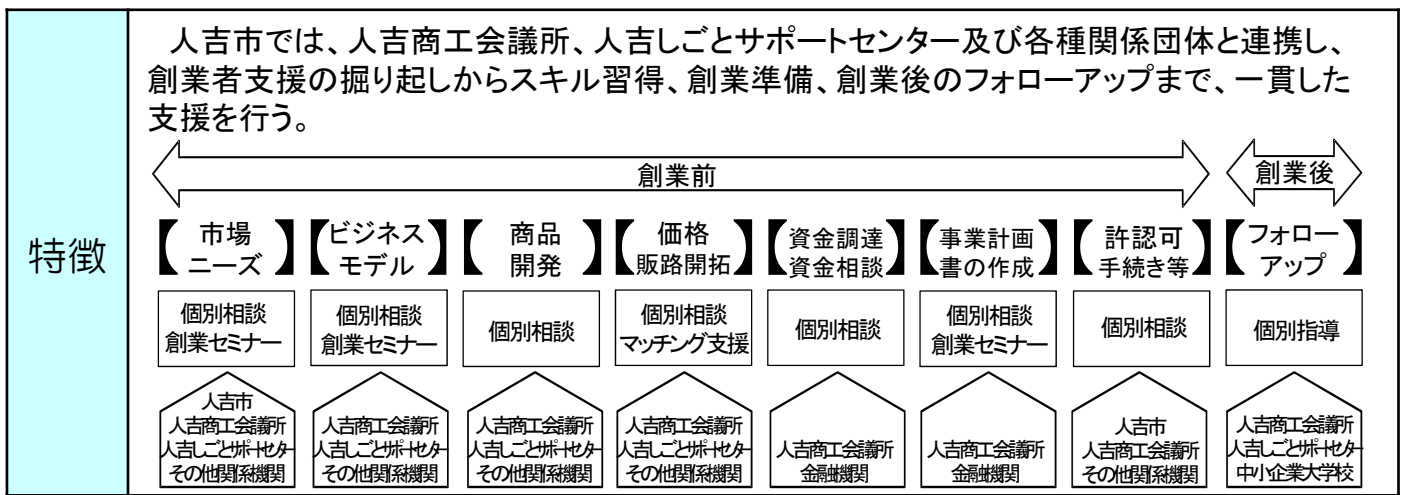 特徴
人吉市では、人吉商工会議所、人吉しごとサポートセンター及び各種関係団体と連携し、
創業者支援の掘り起しからスキル習得、創業準備、創業後のフォローアップまで、一貫した
支援を行う。
創業前
創業後
【市場
ニーズ】
【ビジネス
モデル】
【商品
開発】
【価格
販路開拓】
【資金調達
資金相談】
【事業計画
書の作成】
【許認可
手続き等】
【フォロー
アップ】
個別相談
創業セミナー
個別相談
創業セミナー
個別相談
個別相談
マッチング支援
個別相談
個別相談
創業セミナー
個別相談
個別指導
人吉市
人吉商工会議所
人吉しごとサポートセンター
その他関係機関
人吉商工会議所
人吉しごとサポートセンター
その他関係機関
人吉商工会議所
人吉しごとサポートセンター
その他関係機関
人吉商工会議所
人吉しごとサポートセンター
その他関係機関
人吉商工会議所
金融機関
人吉商工会議所
金融機関
人吉市
人吉商工会議所
その他関係機関
人吉商工会議所
人吉しごとサポートセンター
中小企業大学校